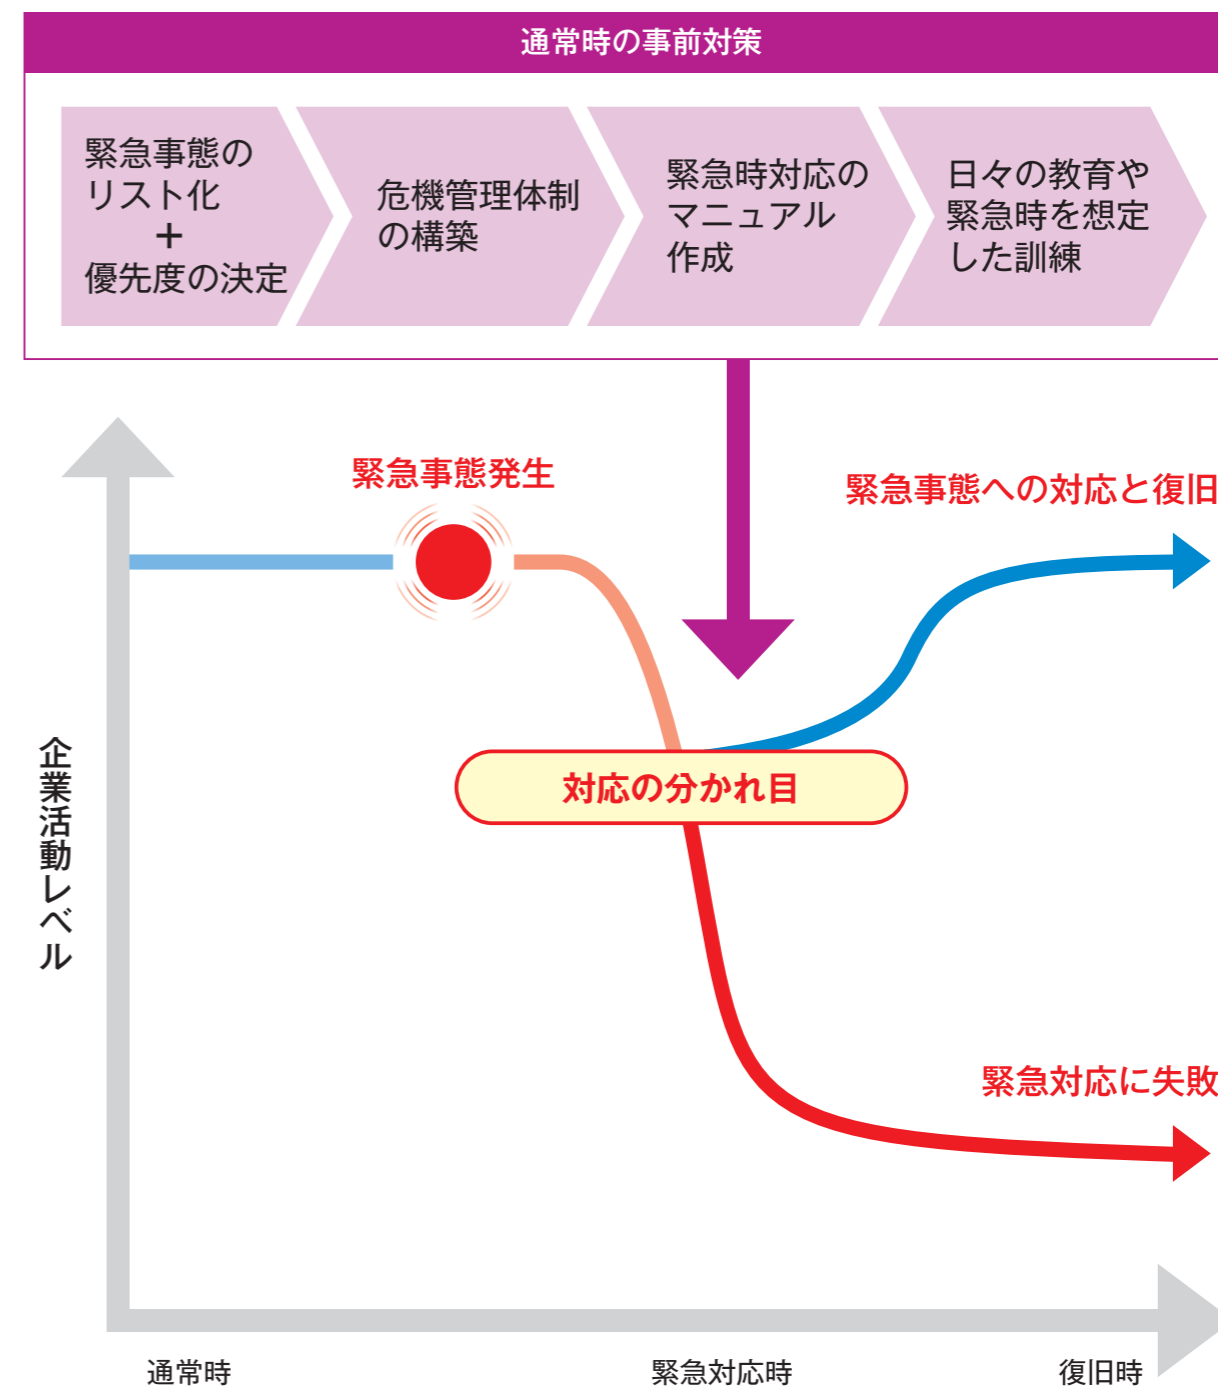 通常時の事前対策
緊急事態の
リスト化
＋
優先度の決定
危機管理体制
の構築
緊急時対応の
マニュアル
作成
日々の教育や
緊急時を想定
した訓練
緊急事態発生
緊急事態への対応と復旧
対応の分かれ目
企業活動レベル
緊急対応に失敗
通常時
緊急対応時
復旧時